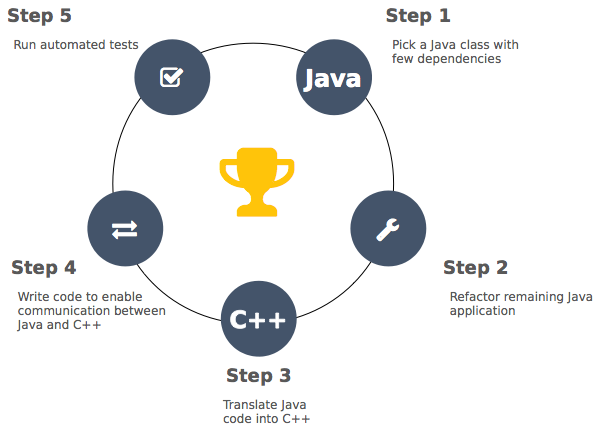 Step 1
Pick a Java class with
few dependencies
Java
Step 2
Refactor remaining Java
application
Step 3
Translate Java
code into C++
C++
Step 4
Write code to enable
communication between
Java and C++
Step 5
Run automated tests